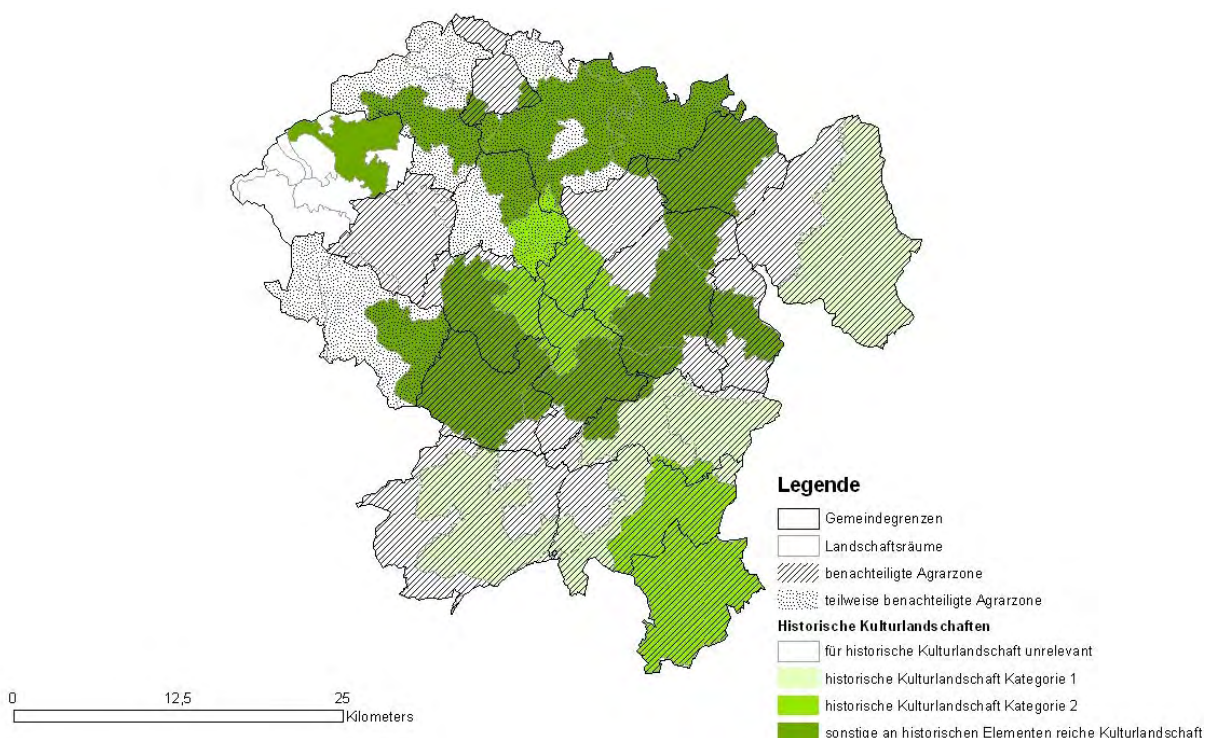 Legende
Gemeindegrenzen
Landschaftsräume
benachteiligte Agrarzone
teilweise benachteiligte Agrarzone
Historische Kulturlandschaften
für historische Kulturlandschaft unrelevant
historische Kulturlandschaft Kategorie 1
historische Kulturlandschaft Kategorie 2
sonstige an historischen Elementen reiche Kulturlandschaft
0 12,5 25
Kilometers